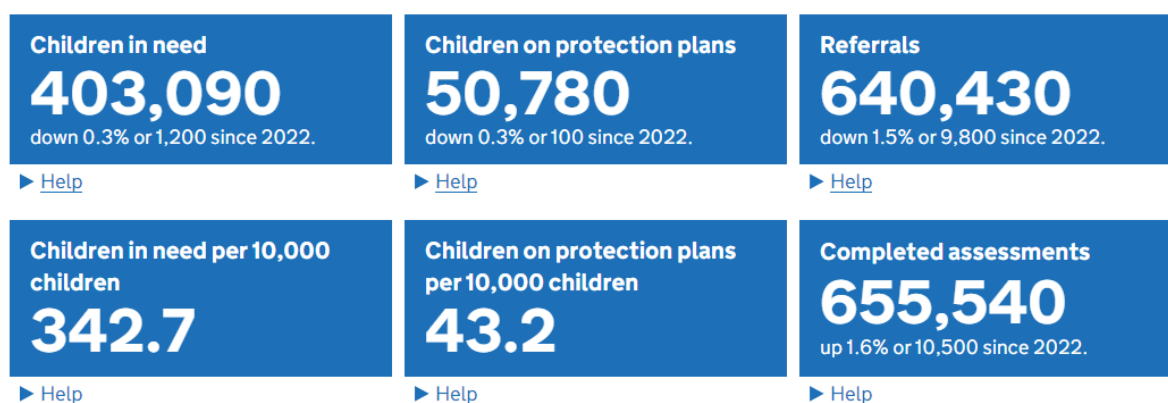 Children in need
403,090
down 0.3% or 1,200 since 2022.
▶ Help
Children on protection plans
50,780
down 0.3% or 100 since 2022.
▶ Help
Referrals
640,430
down 1.5% or 9,800 since 2022.
▶ Help
Children in need per 10,000
children
342.7
▶ Help
Children on protection plans
per 10,000 children
43.2
▶ Help
Completed assessments
655,540
up 1.6% or 10,500 since 2022.
▶ Help